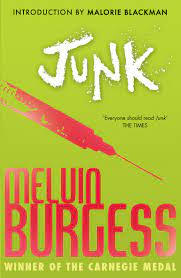 INTRODUCTION BY MALORIE BLACKMAN
JUNK
'Everyone should read Junk'
THE TIMES
MELVIN
BURGESS
WINNER OF THE CARNEGIE MEDAL